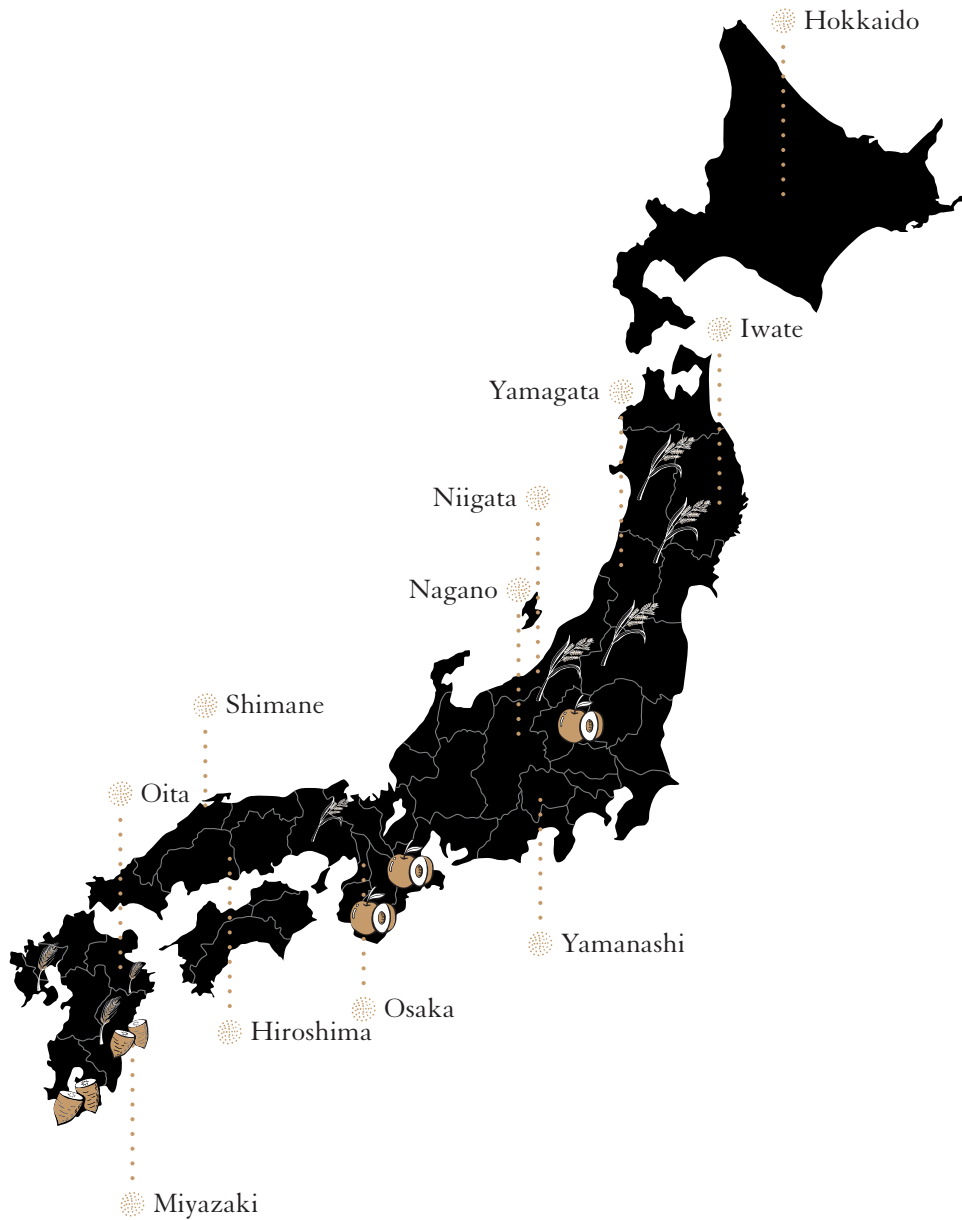 Hokkaido
Iwate
Yamagata
Niigata
Nagano
Shimane
Oita
Yamanashi
Osaka
Hiroshima
Miyazaki